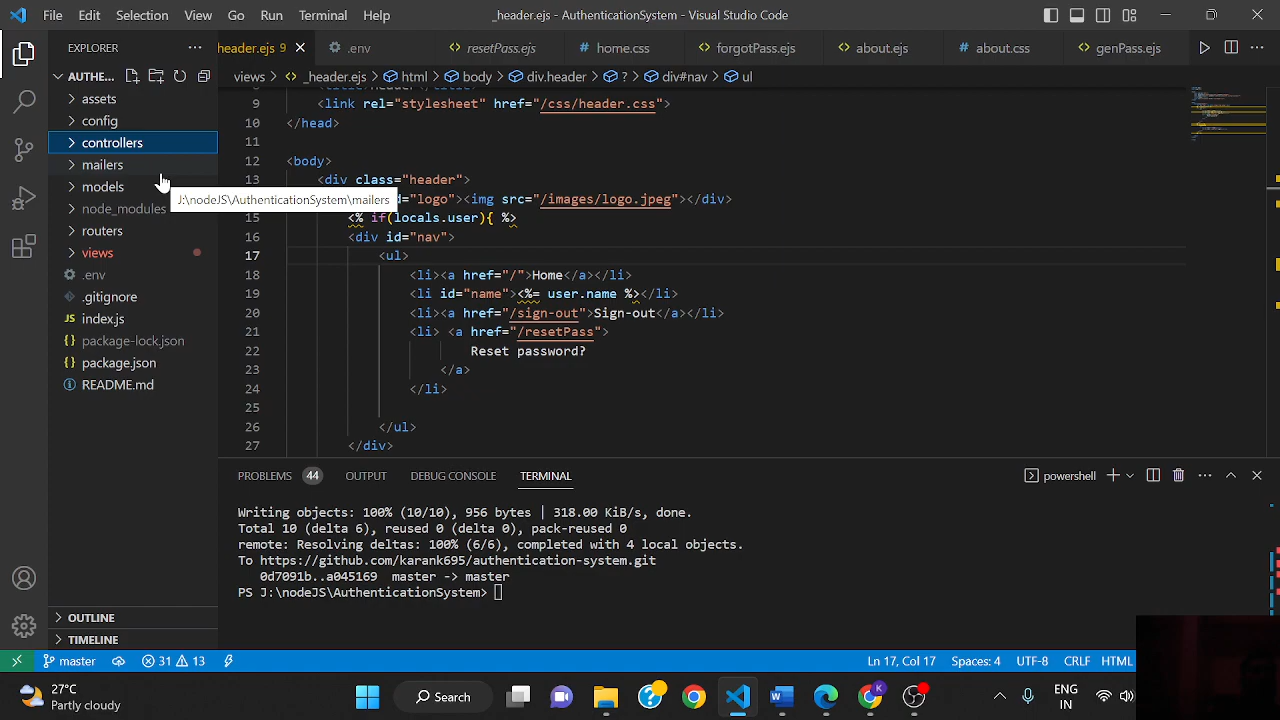 File Edit Selection View Go Run Terminal Help _header.ejs - AuthenticationSystem - Visual Studio Code
EXPLORER
header.ejs 9 .env resetPass.ejs home.css forgotPass.ejs about.ejs about.css genPass.ejs
AUTHE...
views > _header.ejs > html > body > div.header > ? > div#nav > ul
assets
config
controllers
mailers
models
node_modules
routers
views
.env
.gitignore
index.js
package-lock.json
package.json
README.md
J:\nodeJS\AuthenticationSystem\mailers
9 <link rel="stylesheet" href="/css/header.css">
10 </head>
11
12 <body>
13 <div class="header">
="logo"><img src="/images/logo.jpeg"></div>
15 <% if(locals.user){ %>
16 <div id="nav">
17 <ul>
18 <li><a href="/">Home</a></li>
19 <li id="name"><%= user.name %></li>
20 <li><a href="/sign-out">Sign-out</a></li>
21 <li> <a href="/resetPass">
22 Reset password?
23 </a>
24 </li>
25
26 </ul>
27 </div>
PROBLEMS 44 OUTPUT DEBUG CONSOLE TERMINAL powershell
Writing objects: 100% (10/10), 956 bytes | 318.00 KiB/s, done.
Total 10 (delta 6), reused 0 (delta 0), pack-reused 0
remote: Resolving deltas: 100% (6/6), completed with 4 local objects.
To https://github.com/karank695/authentication-system.git
0d7091b..a045169 master -> master
PS J:\nodeJS\AuthenticationSystem>
OUTLINE
TIMELINE
master 31 13 Ln 17, Col 17 Spaces: 4 UTF-8 CRLF HTML
27°C
Partly cloudy
Search
ENG
IN